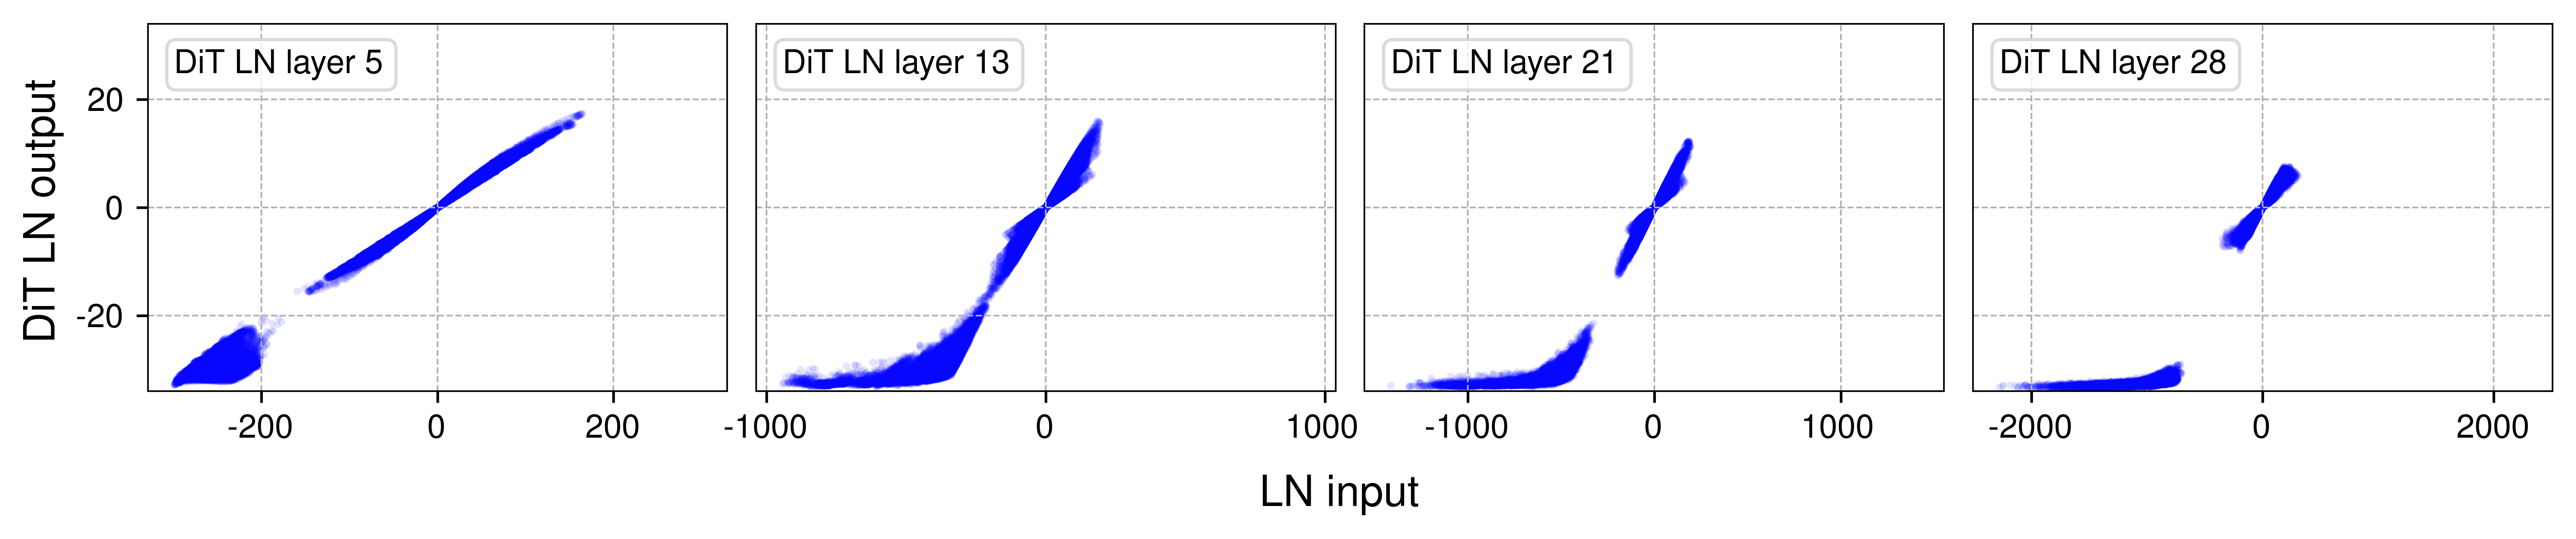 DiT LN layer 5
DiT LN layer 13
DiT LN layer 21
DiT LN layer 28
DiT LN output
20
0
-20
-200 0 200
-1000 0 1000
-1000 0 1000
-2000 0 2000
LN input